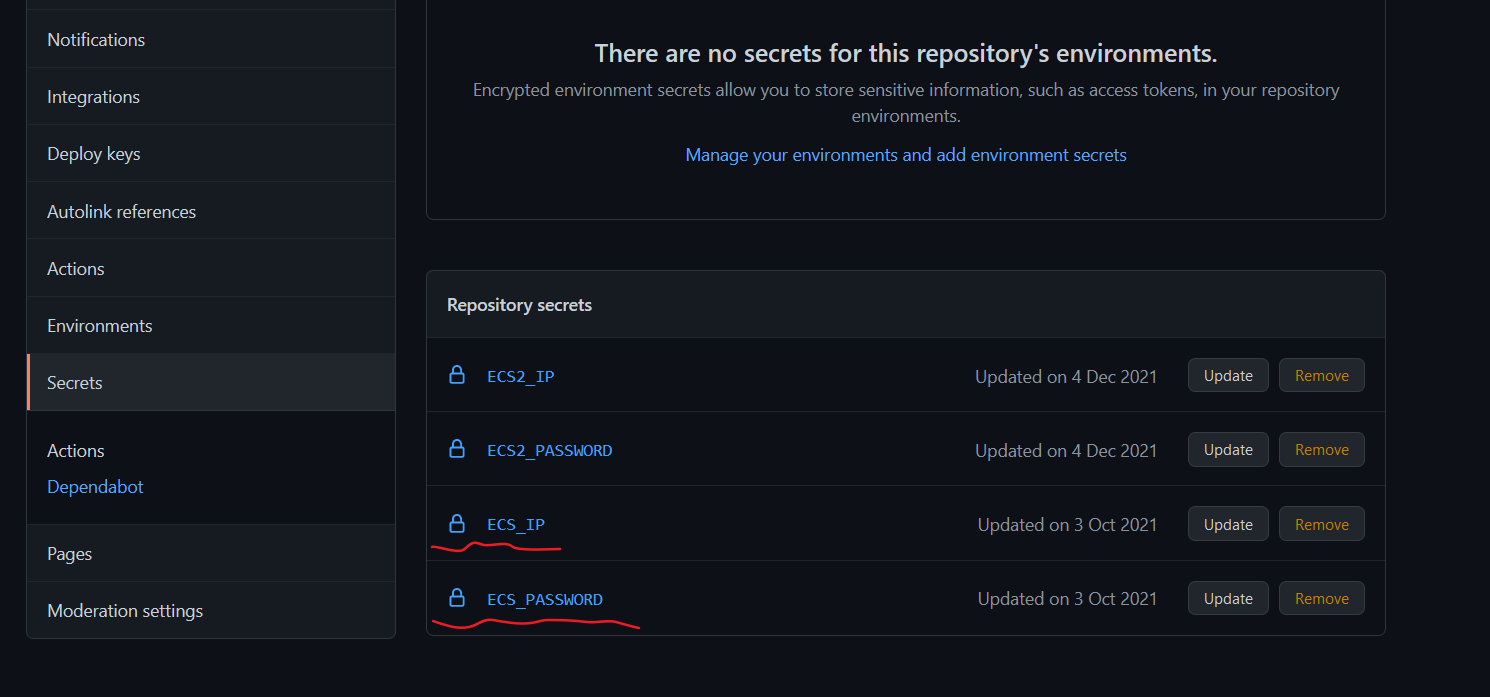 Notifications
Integrations
Deploy keys
Autolink references
Actions
Environments
Secrets
Actions
Dependabot
Pages
Moderation settings
There are no secrets for this repository's environments.
Encrypted environment secrets allow you to store sensitive information, such as access tokens, in your repository
environments.
Manage your environments and add environment secrets
Repository secrets
ECS2_IP Updated on 4 Dec 2021 Update Remove
ECS2_PASSWORD Updated on 4 Dec 2021 Update Remove
ECS_IP Updated on 3 Oct 2021 Update Remove
ECS_PASSWORD Updated on 3 Oct 2021 Update Remove